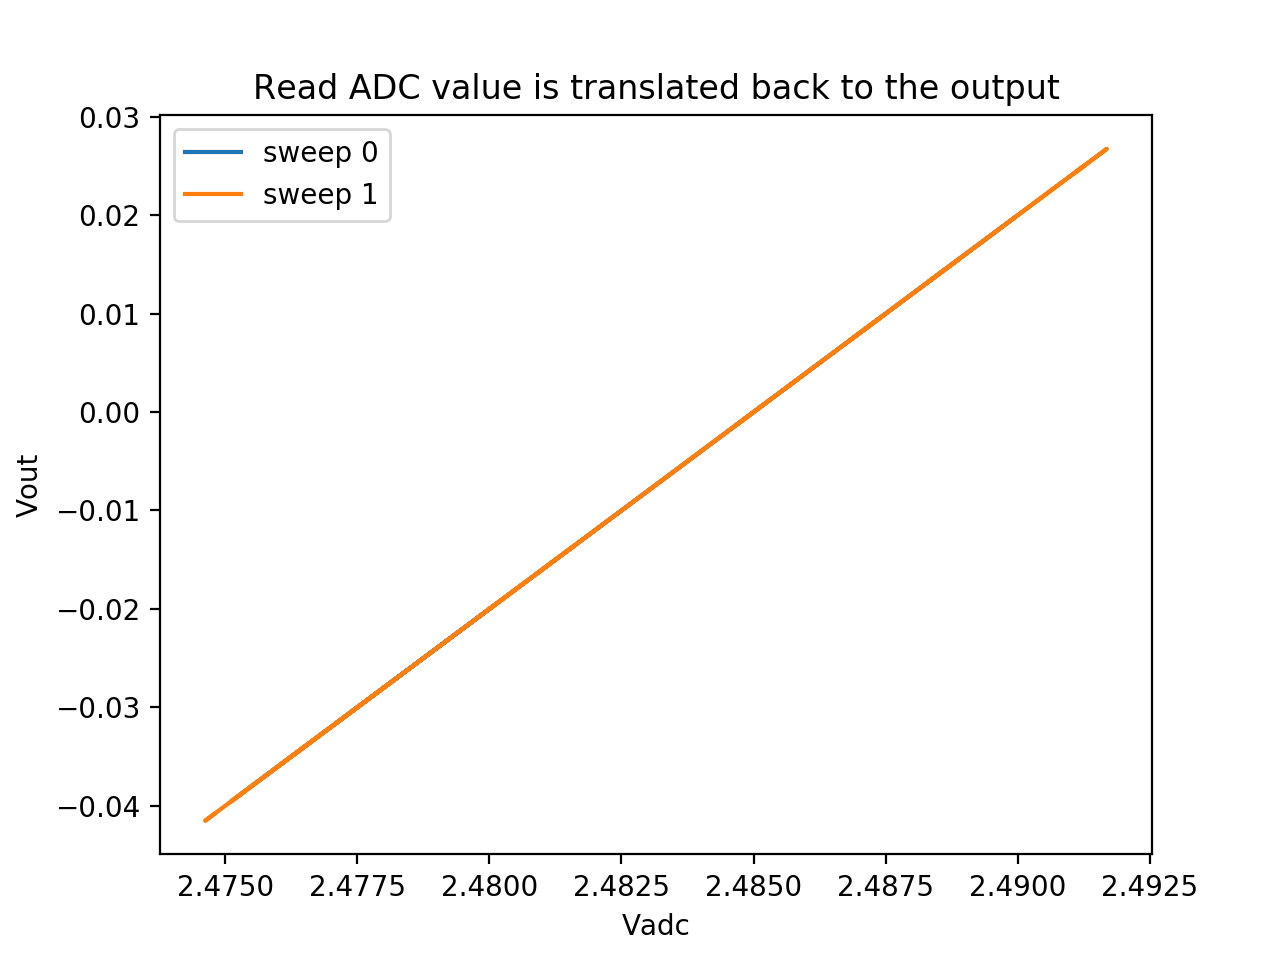 Read ADC value is translated back to the output
0.03
0.02
0.01
0.00
−0.01
−0.02
−0.03
−0.04
Vout
sweep 0
sweep 1
2.4750 2.4775 2.4800 2.4825 2.4850 2.4875 2.4900 2.4925
Vadc